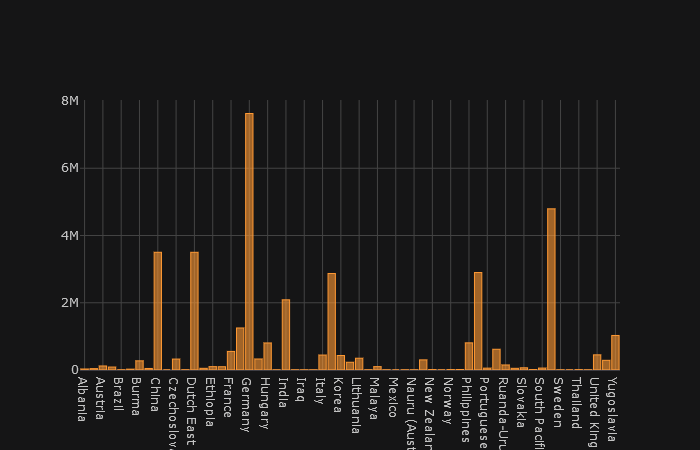 8M
6M
4M
2M
0
Albania
Austria
Brazil
Burma
China
Czechoslov
Dutch East
Ethiopia
France
Germany
Hungary
India
Iraq
Italy
Korea
Lithuania
Malaya
Mexico
Nauru (Aust
New Zealan
Norway
Philippines
Portuguese
Ruanda-Uru
Slovakia
South Pacifi
Sweden
Thailand
United King
Yugoslavia